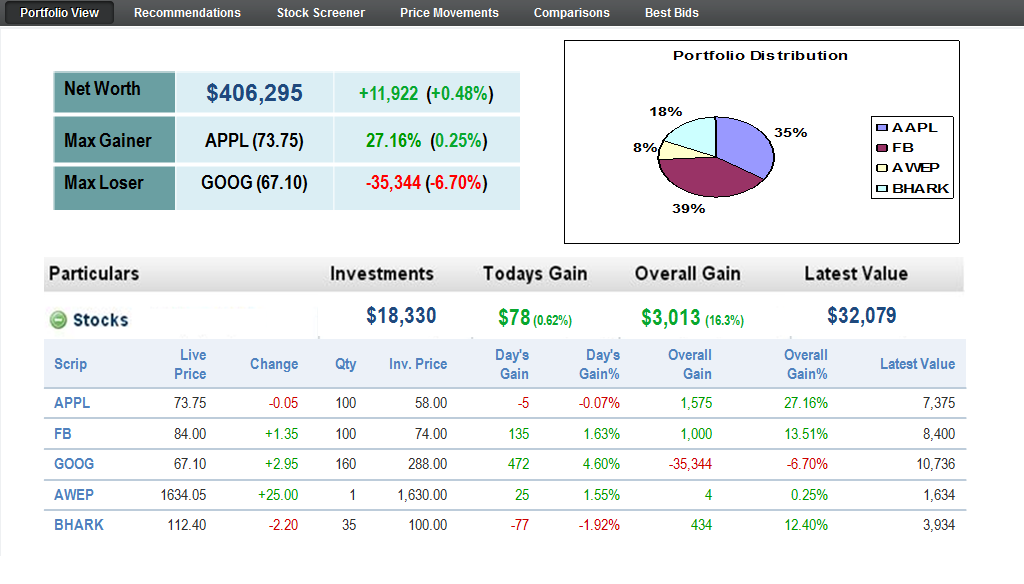 Portfolio View Recommendations Stock Screener Price Movements Comparisons Best Bids
Net Worth $406,295 +11,922 (+0.48%)
Max Gainer APPL (73.75) 27.16% (0.25%)
Max Loser GOOG (67.10) -35,344 (-6.70%)
Portfolio Distribution
18%
35%
8%
39%
AAPL
FB
AWEP
BHARK
Particulars Investments Todays Gain Overall Gain Latest Value
Stocks $18,330 $78 (0.62%) $3,013 (16.3%) $32,079
Scrip Live Price Change Qty Inv. Price Day's Gain Day's Gain% Overall Gain Overall Gain% Latest Value
APPL 73.75 -0.05 100 58.00 -5 -0.07% 1,575 27.16% 7,375
FB 84.00 +1.35 100 74.00 135 1.63% 1,000 13.51% 8,400
GOOG 67.10 +2.95 160 288.00 472 4.60% -35,344 -6.70% 10,736
AWEP 1634.05 +25.00 1 1,630.00 25 1.55% 4 0.25% 1,634
BHARK 112.40 -2.20 35 100.00 -77 -1.92% 434 12.40% 3,934